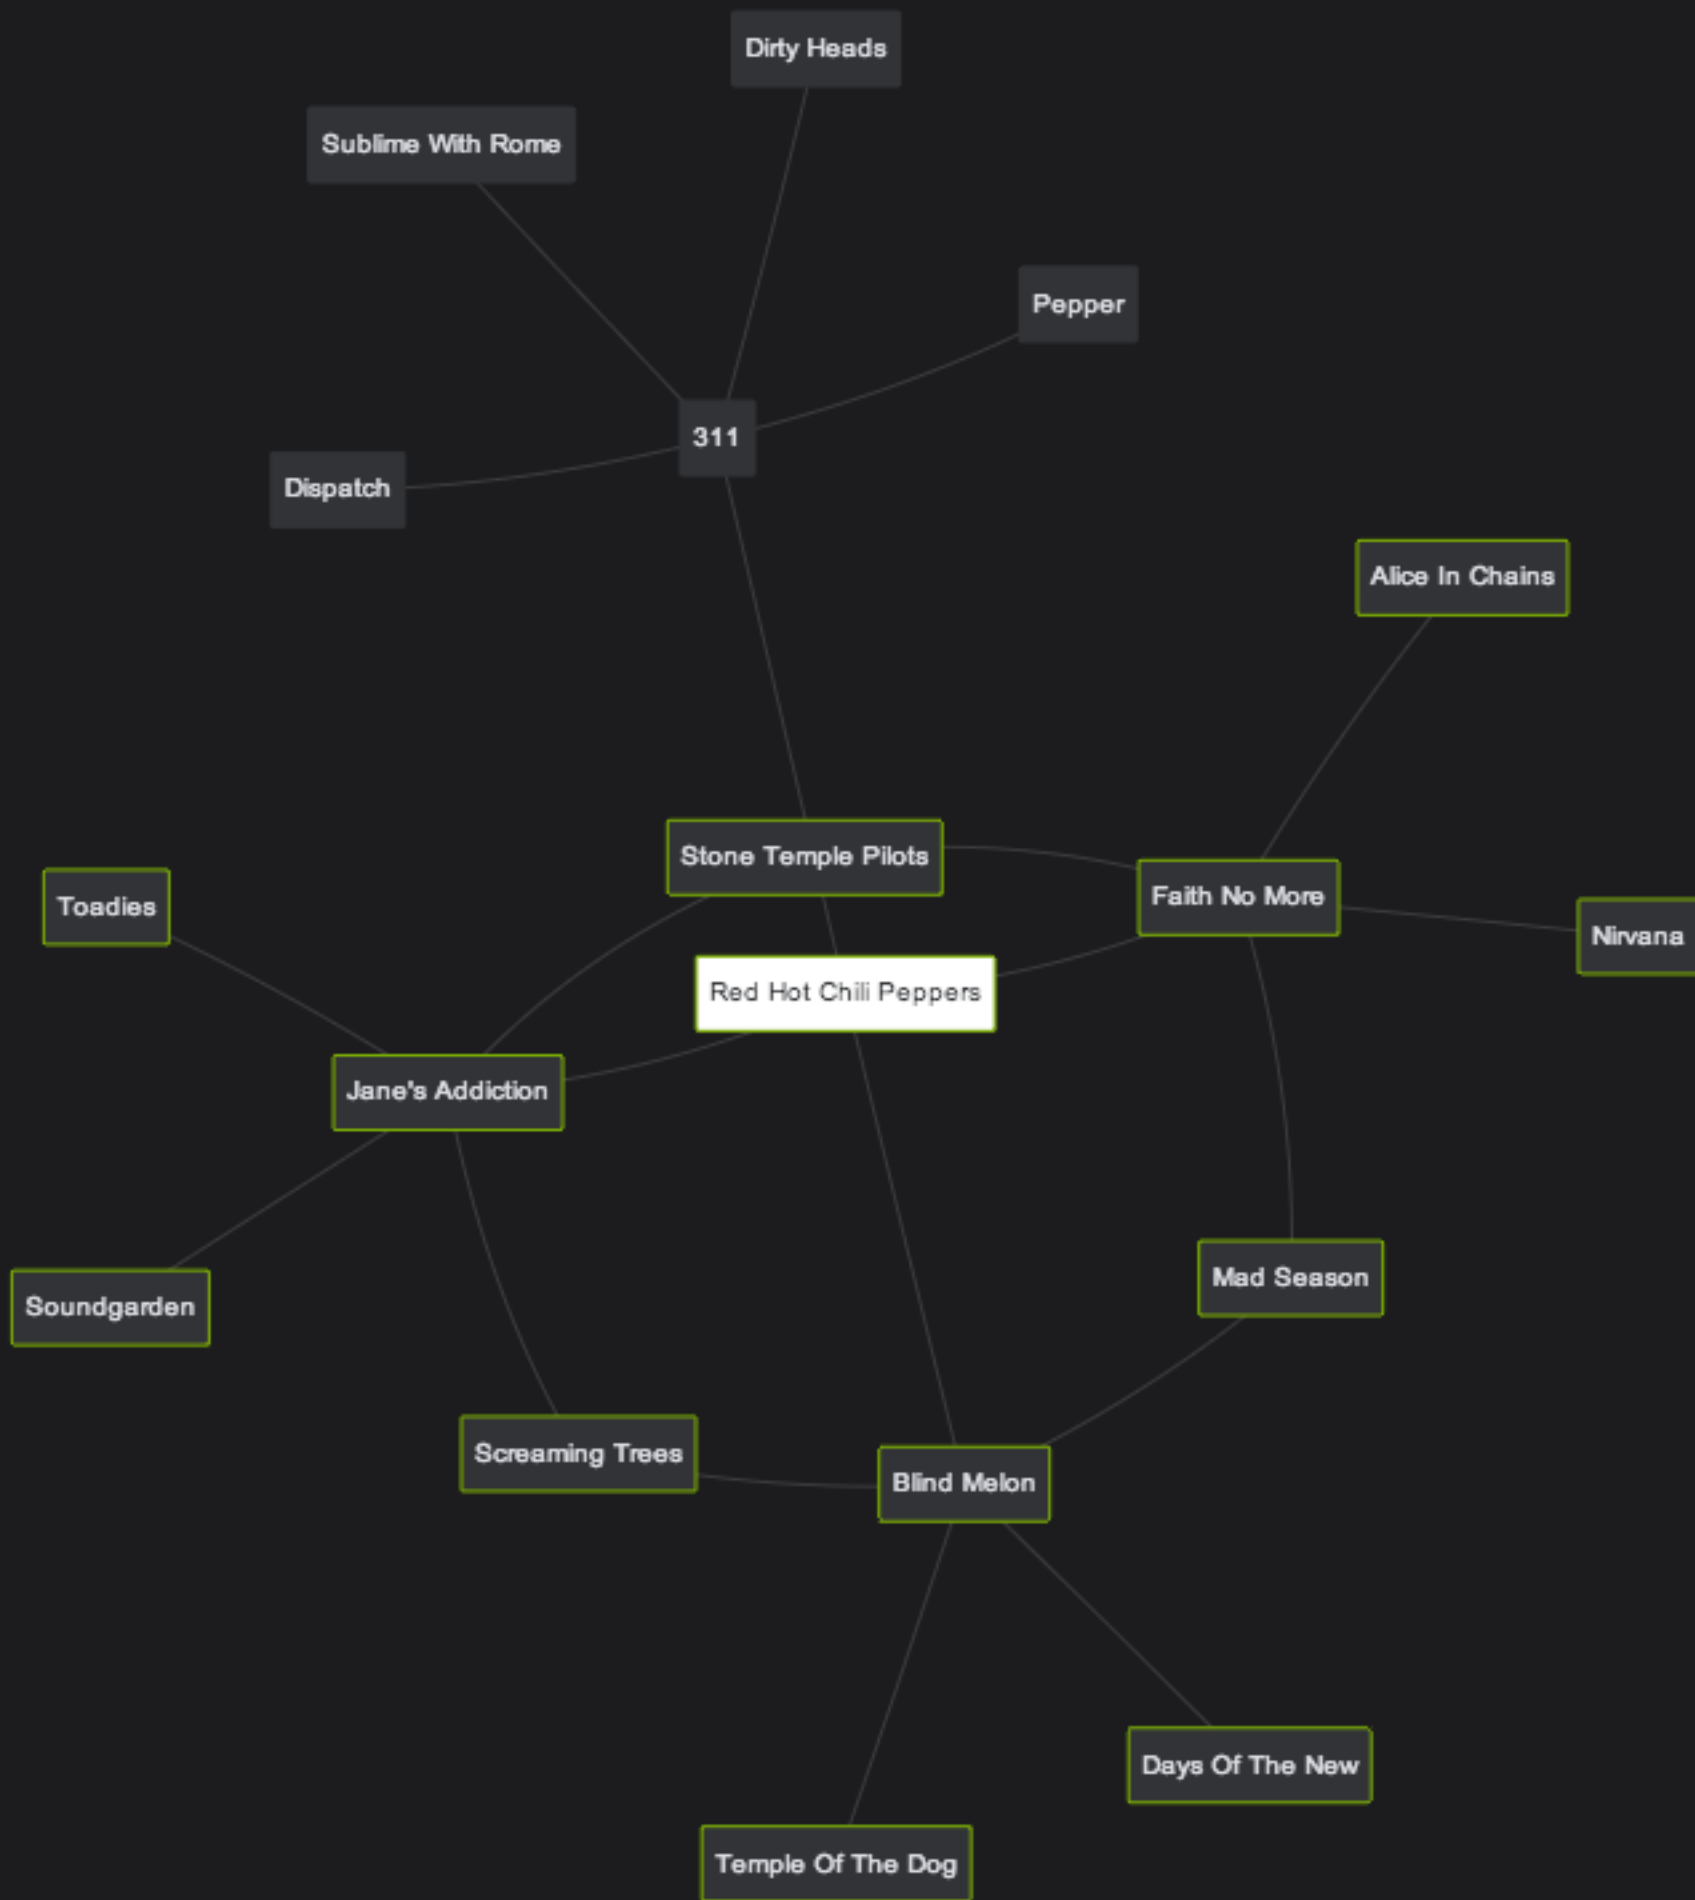 Dirty Heads
Sublime With Rome
Pepper
311
Dispatch
Alice In Chains
Stone Temple Pilots
Faith No More
Toadies
Nirvana
Red Hot Chili Peppers
Jane's Addiction
Mad Season
Soundgarden
Screaming Trees
Blind Melon
Days Of The New
Temple Of The Dog